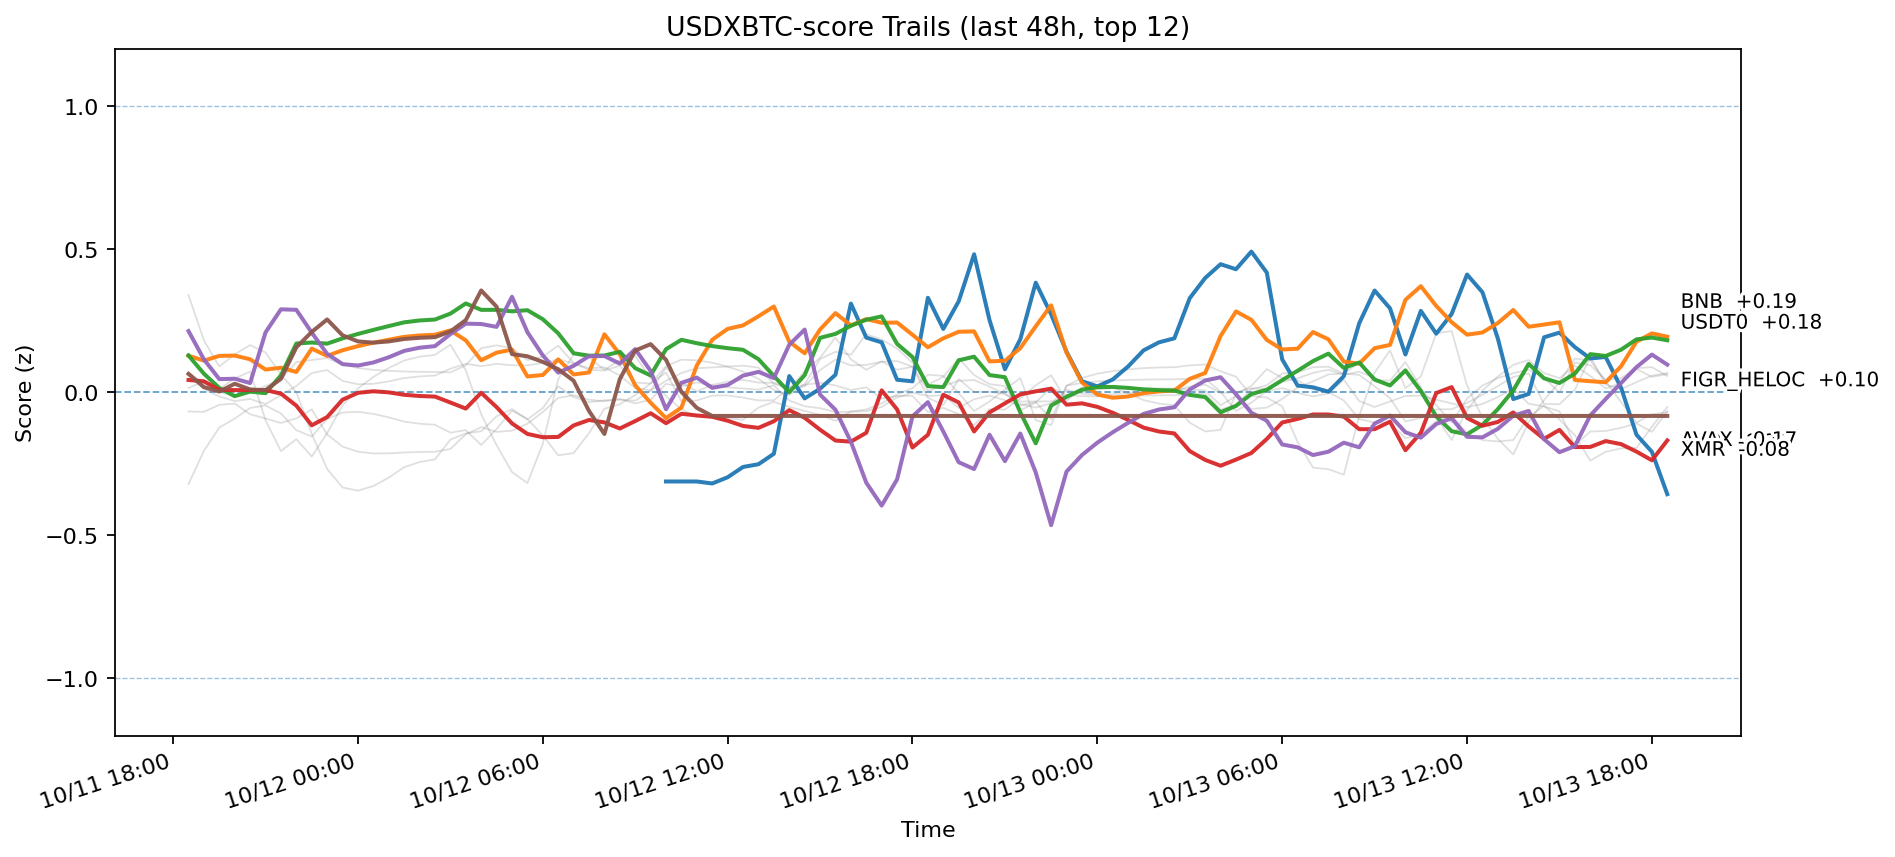 USDXBTC-score Trails (last 48h, top 12)
Score (z)
1.0
0.5
0.0
−0.5
−1.0
BNB +0.19
USDT0 +0.18
FIGR_HELOC +0.10
AVAX -0.17
XMR -0.08
10/11 18:00
10/12 00:00
10/12 06:00
10/12 12:00
10/12 18:00
10/13 00:00
10/13 06:00
10/13 12:00
10/13 18:00
Time